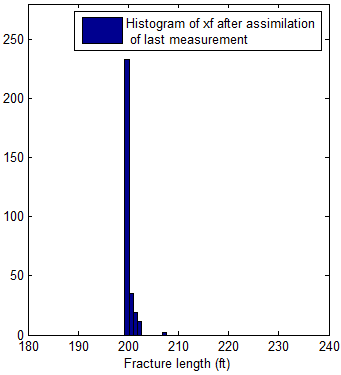 Histogram of xf after assimilation
of last measurement
250
200
150
100
50
0
180 190 200 210 220 230 240
Fracture length (ft)